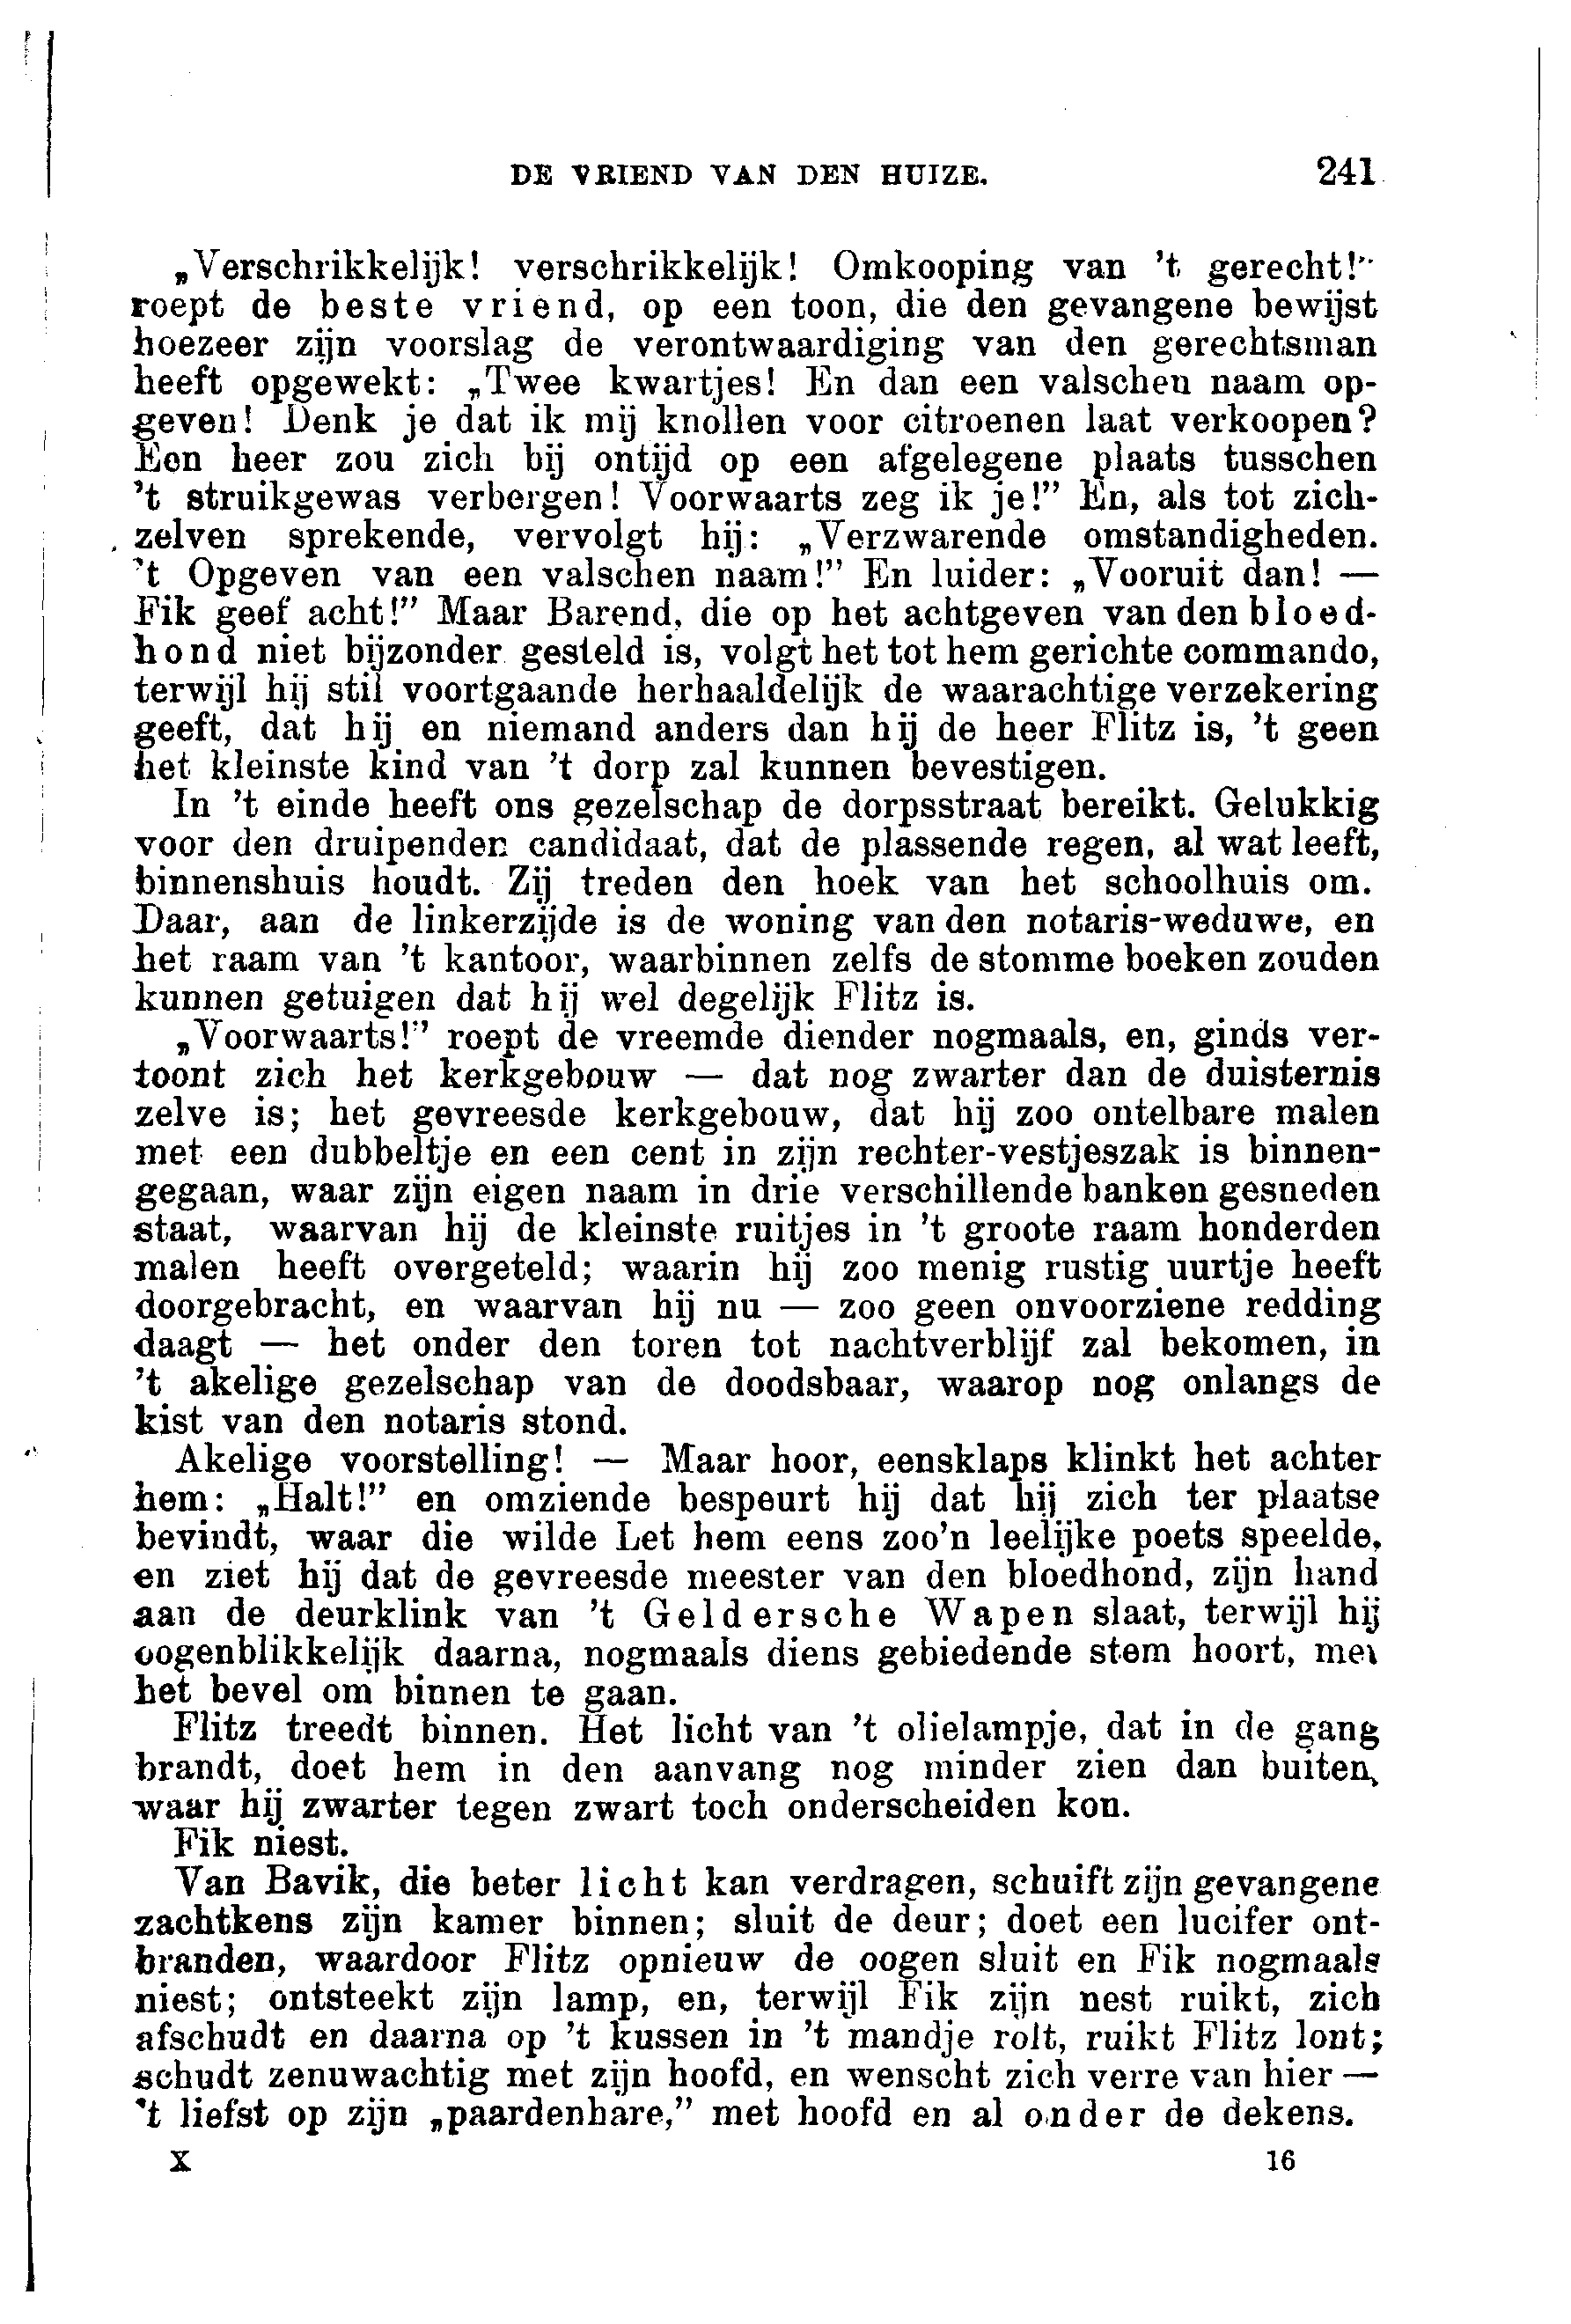 DE VRIEND VAN DEN HUIZE. 241
„Verschrikkelijk! verschrikkelijk! Omkooping van 't gerecht!"
roept de beste vriend, op een toon, die den gevangene bewijst
hoezeer zijn voorslag de verontwaardiging van den gerechtsman
heeft opgewekt: „Twee kwartjes! En dan een valschen naam op-
geven! Denk je dat ik mij knollen voor citroenen laat verkoopen?
Een heer zou zich bij ontijd op een afgelegene plaats tusschen
't struikgewas verbergen! Voorwaarts zeg ik je!" En, als tot zich-
zelven sprekende, vervolgt hij: „Verzwarende omstandigheden.
't Opgeven van een valschen naam!" En luider: „Vooruit dan! —
Fik geef acht!" Maar Barend, die op het achtgeven van den bloed-
hond niet bijzonder gesteld is, volgt het tot hem gerichte commando,
terwijl hij stil voortgaande herhaaldelijk de waarachtige verzekering
geeft, dat hij en niemand anders dan hij de heer Flitz is, 't geen
het kleinste kind van 't dorp zal kunnen bevestigen.
In 't einde heeft ons gezelschap de dorpsstraat bereikt. Gelukkig
voor den druipenden candidaat, dat de plassende regen, al wat leeft,
binnenshuis houdt. Zij treden den hoek van het schoolhuis om.
Daar, aan de linkerzijde is de woning van den notaris-weduwe, en
het raam van 't kantoor, waarbinnen zelfs de stomme boeken zouden
kunnen getuigen dat hij wel degelijk Flitz is.
„Voorwaarts!" roept de vreemde diender nogmaals, en, ginds ver-
toont zich het kerkgebouw — dat nog zwarter dan de duisternis
zelve is; het gevreesde kerkgebouw, dat hij zoo ontelbare malen
met een dubbeltje en een cent in zijn rechter-vestjeszak is binnen-
gegaan, waar zijn eigen naam in drie verschillende banken gesneden
staat, waarvan hij de kleinste ruitjes in 't groote raam honderden
malen heeft overgeteld; waarin hij zoo menig rustig uurtje heeft
doorgebracht, en waarvan hij nu — zoo geen onvoorziene redding
daagt — het onder den toren tot nachtverblijf zal bekomen, in
't akelige gezelschap van de doodsbaar, waarop nog onlangs de
kist van den notaris stond.
Akelige voorstelling! — Maar hoor, eensklaps klinkt het achter
hem: „Halt!" en omziende bespeurt hij dat hij zich ter plaatse
bevindt, waar die wilde Let hem eens zoo'n leelijke poets speelde,
en ziet hij dat de gevreesde meester van den bloedhond, zijn hand
aan de deurklink van 't Geldersche Wapen slaat, terwijl hij
oogenblikkelijk daarna, nogmaals diens gebiedende stem hoort, met
het bevel om binnen te gaan.
Flitz treedt binnen. Het licht van 't olielampje, dat in de gang
brandt, doet hem in den aanvang nog minder zien dan buiten,
waar hij zwarter tegen zwart toch onderscheiden kon.
Fik niest.
Van Bavik, die beter licht kan verdragen, schuift zijn gevangene
zachtkens zijn kamer binnen; sluit de deur; doet een lucifer ont-
branden, waardoor Flitz opnieuw de oogen sluit en Fik nogmaals
niest; ontsteekt zijn lamp, en, terwijl Fik zijn nest ruikt, zich
afschudt en daarna op 't kussen in 't mandje rolt, ruikt Flitz lont;
schudt zenuwachtig met zijn hoofd, en wenscht zich verre van hier —
't liefst op zijn „paardenhare," met hoofd en al onder de dekens.
X 16